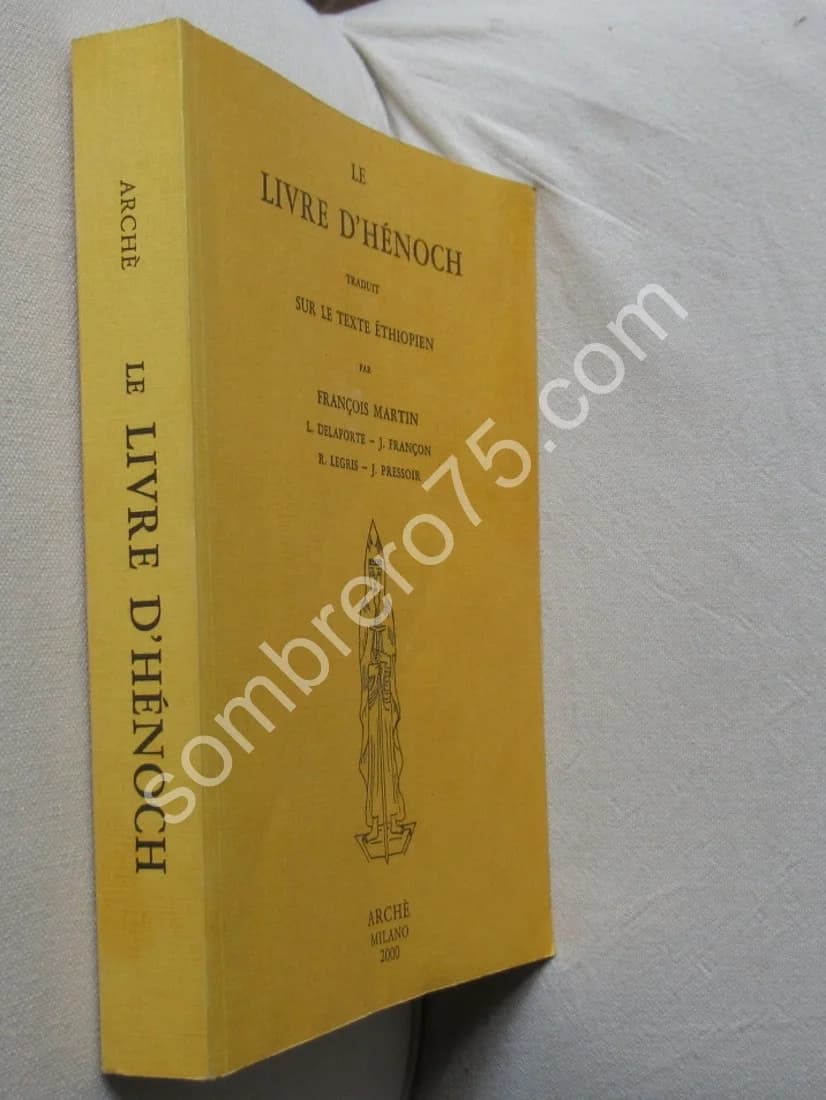 ARCHÈ
LE LIVRE D'HÉNOCH
LE
LIVRE D'HÉNOCH
TRADUIT
SUR LE TEXTE ÉTHIOPIEN
PAR
FRANÇOIS MARTIN
L. DELAFORTE – J. FRANÇON
R. LEGRIS – J. PRESSOIR
ARCHÈ
MILANO
2000
sombrero75.com